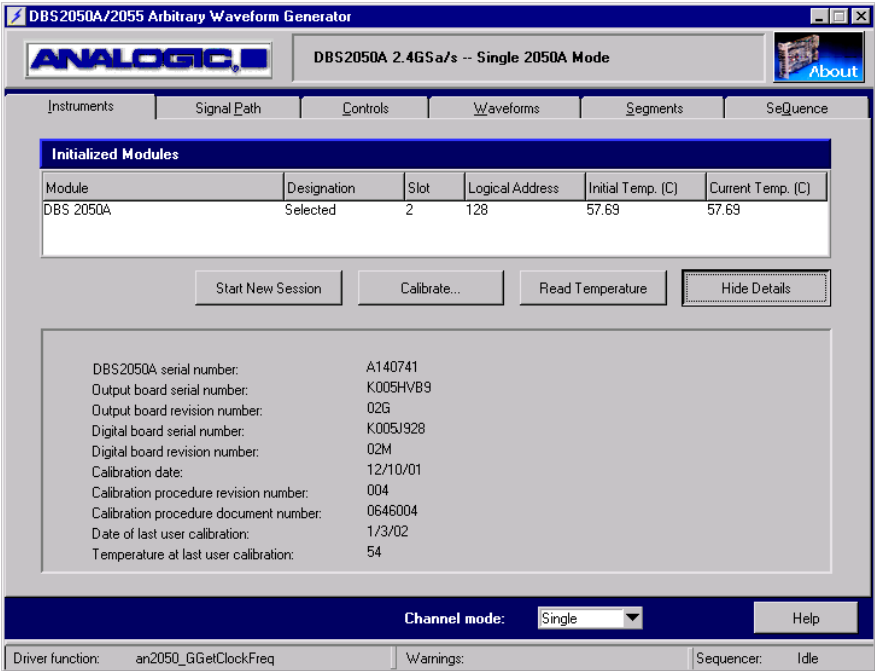 DBS2050A/2055 Arbitrary Waveform Generator
ANALOGIC.
DBS2050A 2.4GSa/s -- Single 2050A Mode
About
Instruments Signal Path Controls Waveforms Segments SeQuence
Initialized Modules
Module Designation Slot Logical Address Initial Temp. (C) Current Temp. (C)
DBS 2050A Selected 2 128 57.69 57.69
Start New Session Calibrate... Read Temperature Hide Details
DBS2050A serial number: A140741
Output board serial number: K005HVB9
Output board revision number: 02G
Digital board serial number: K005J928
Digital board revision number: 02M
Calibration date: 12/10/01
Calibration procedure revision number: 004
Calibration procedure document number: 0646004
Date of last user calibration: 1/3/02
Temperature at last user calibration: 54
Channel mode: Single Help
Driver function: an2050_GGetClockFreq Warnings: Sequencer: Idle